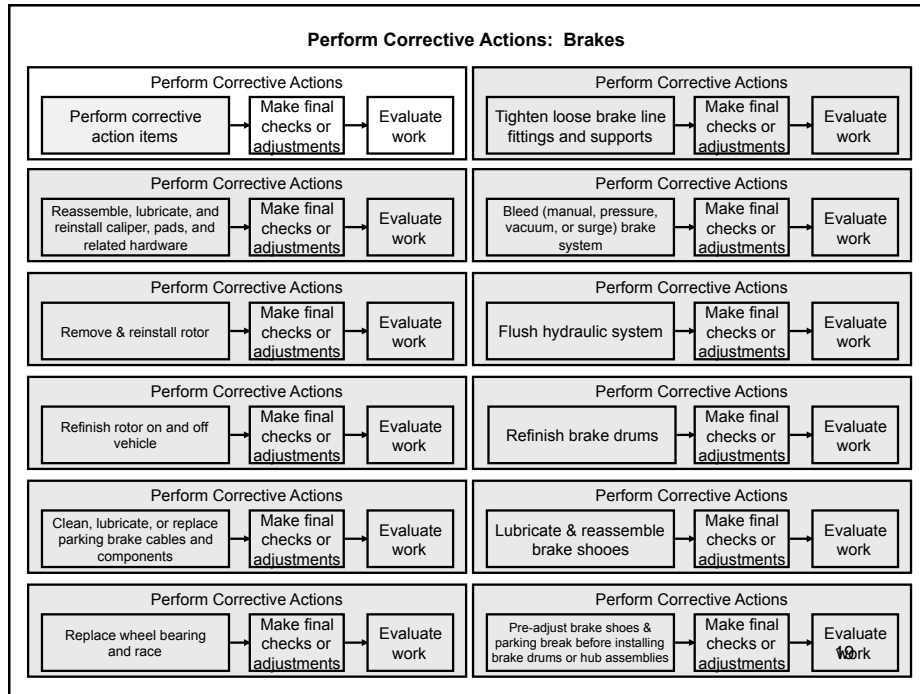 Perform Corrective Actions: Brakes
Perform Corrective Actions
Perform corrective
action items
Make final
checks or
adjustments
Evaluate
work
Perform Corrective Actions
Tighten loose brake line
fittings and supports
Make final
checks or
adjustments
Evaluate
work
Perform Corrective Actions
Reassemble, lubricate, and
reinstall caliper, pads, and
related hardware
Make final
checks or
adjustments
Evaluate
work
Perform Corrective Actions
Bleed (manual, pressure,
vacuum, or surge) brake
system
Make final
checks or
adjustments
Evaluate
work
Perform Corrective Actions
Remove & reinstall rotor
Make final
checks or
adjustments
Evaluate
work
Perform Corrective Actions
Flush hydraulic system
Make final
checks or
adjustments
Evaluate
work
Perform Corrective Actions
Refinish rotor on and off
vehicle
Make final
checks or
adjustments
Evaluate
work
Perform Corrective Actions
Refinish brake drums
Make final
checks or
adjustments
Evaluate
work
Perform Corrective Actions
Clean, lubricate, or replace
parking brake cables and
components
Make final
checks or
adjustments
Evaluate
work
Perform Corrective Actions
Lubricate & reassemble
brake shooes
Make final
checks or
adjustments
Evaluate
work
Perform Corrective Actions
Replace wheel bearing
and race
Make final
checks or
adjustments
Evaluate
work
Perform Corrective Actions
Pre-adjust brake shoes &
parking break before installing
brake drums or hub assemblies
Make final
checks or
adjustments
Evaluate
work
19